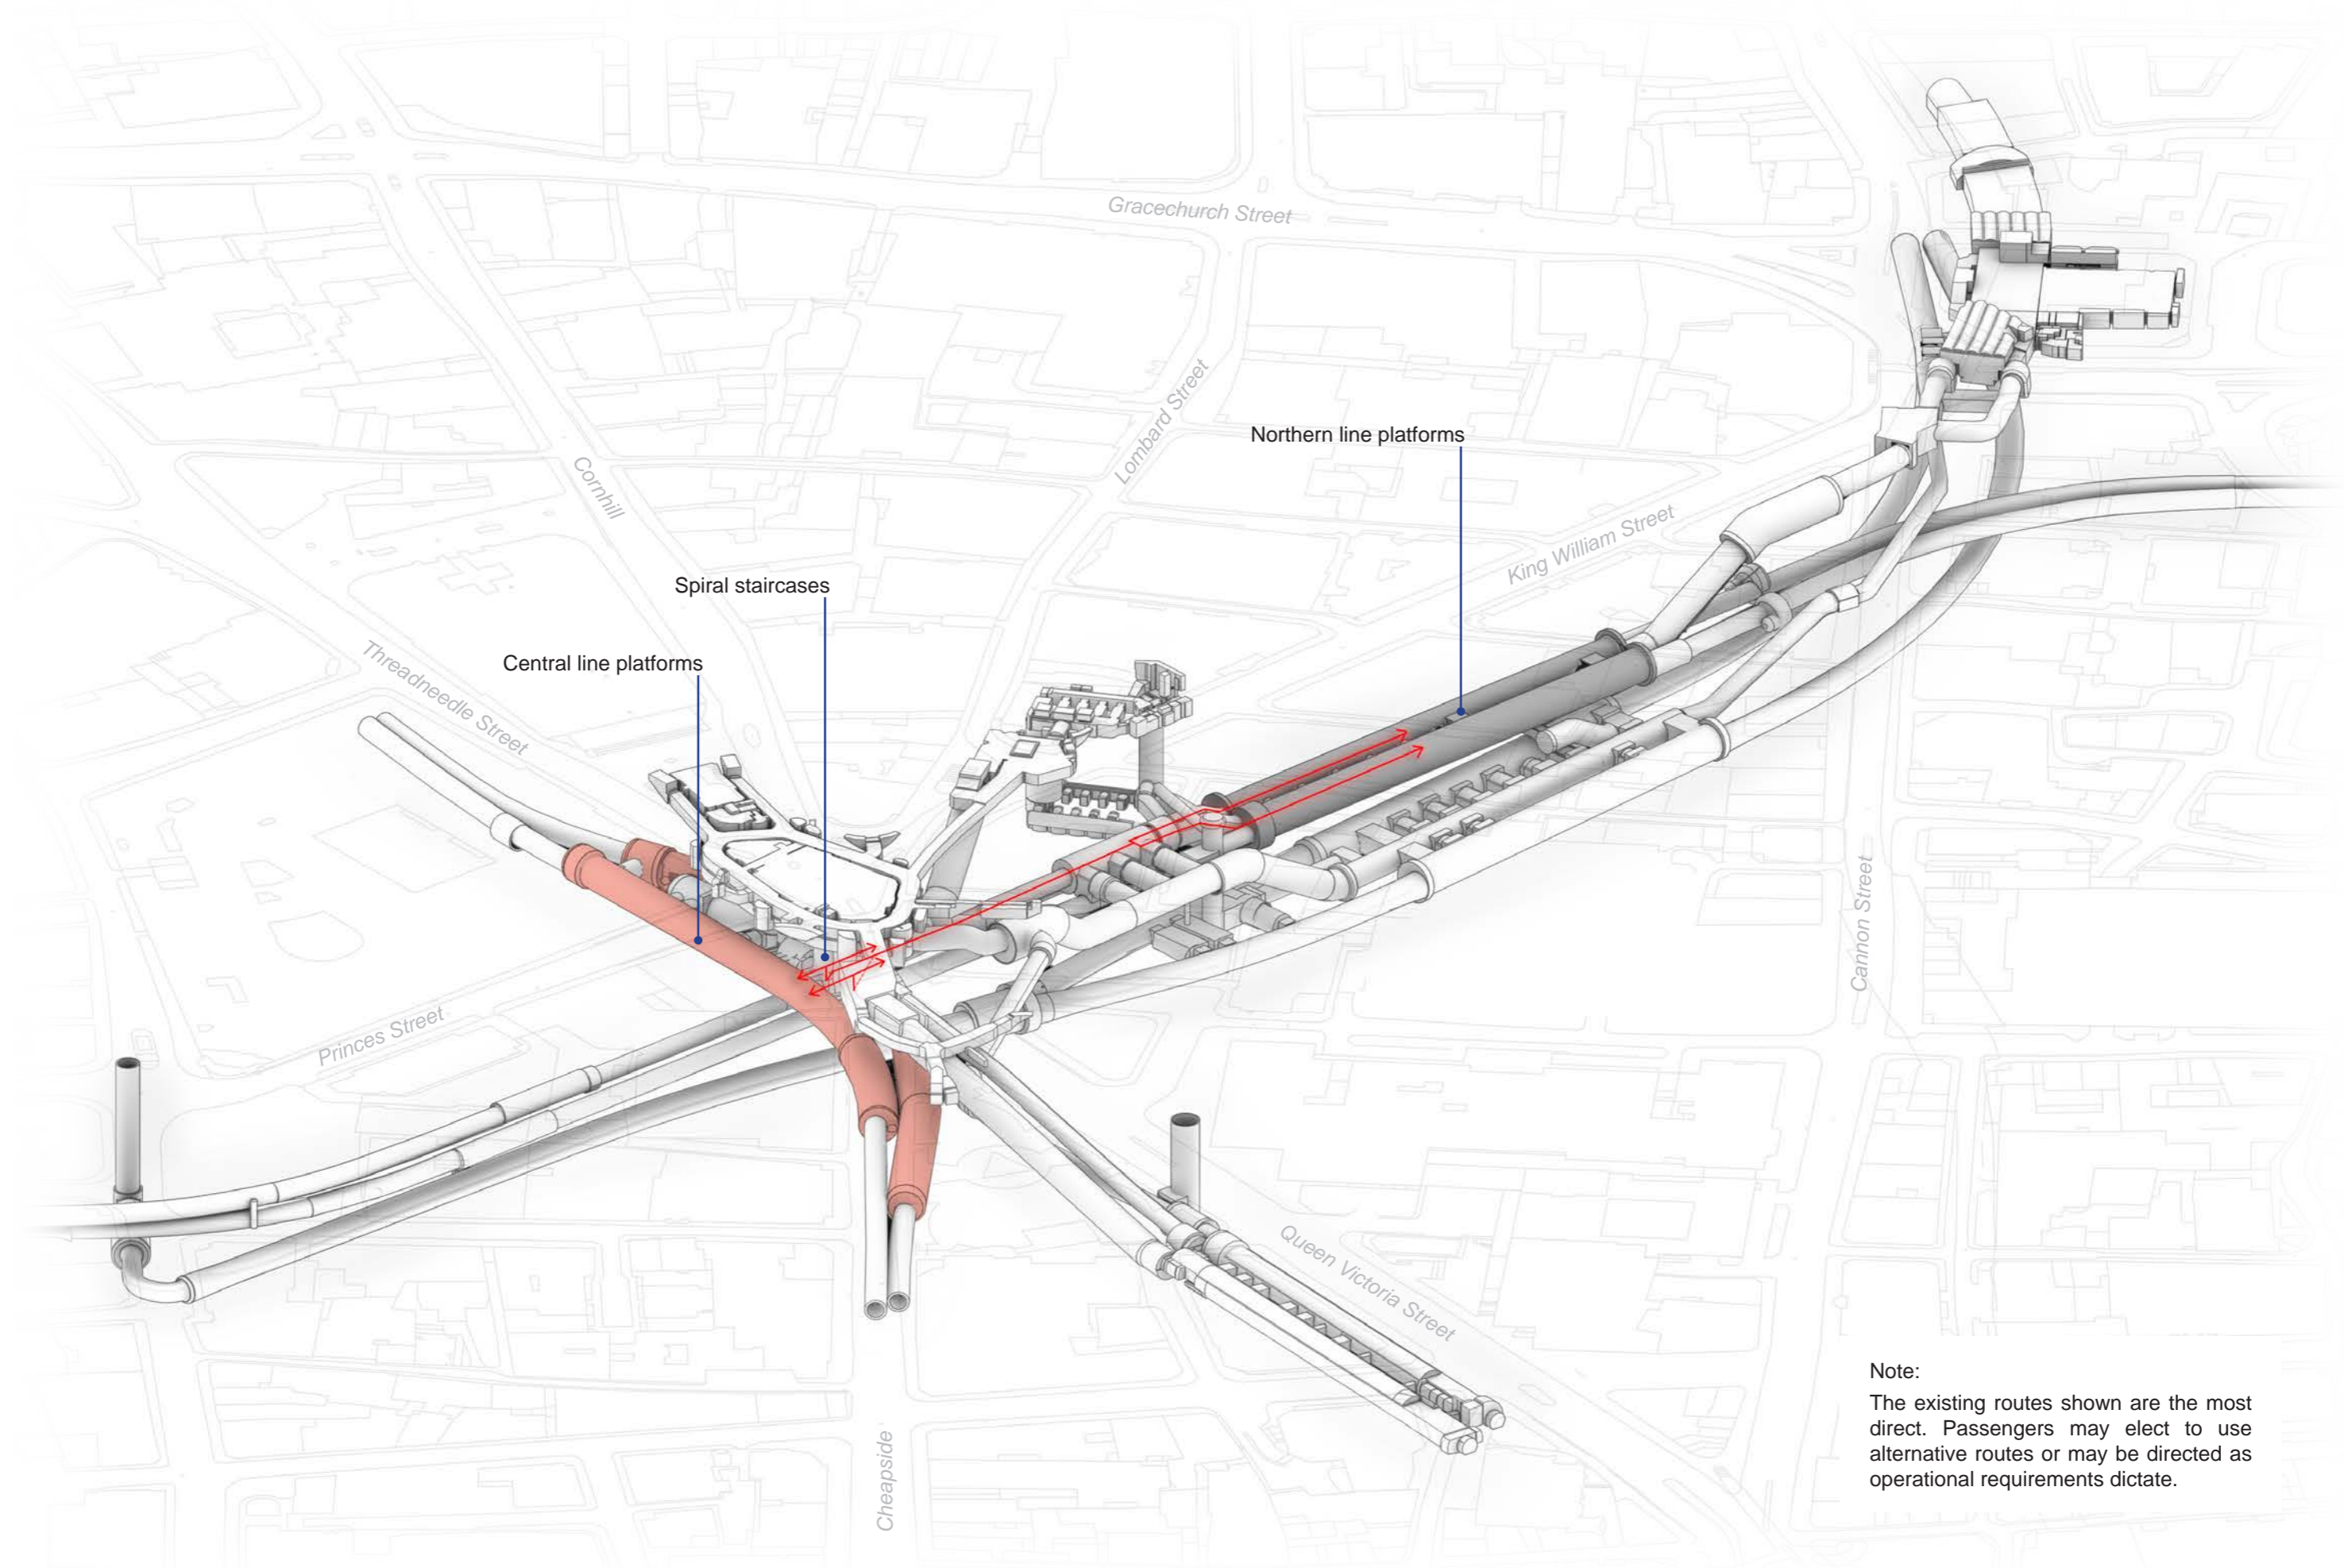 Gracechurch Street
Lombard Street
Northern line platforms
Cornhill
King William Street
Spiral staircases
Central line platforms
Threadneedle Street
Cannon Street
Princes Street
Queen Victoria Street
Cheapside
Note:
The existing routes shown are the most
direct. Passengers may elect to use
alternative routes or may be directed as
operational requirements dictate.